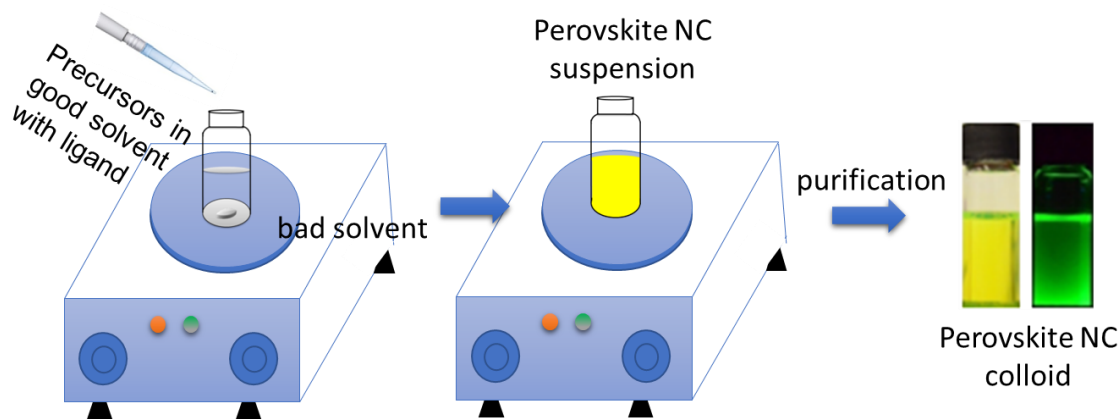 Precursors in
good solvent
with ligand
bad solvent
Perovskite NC
suspension
purification
Perovskite NC
colloid